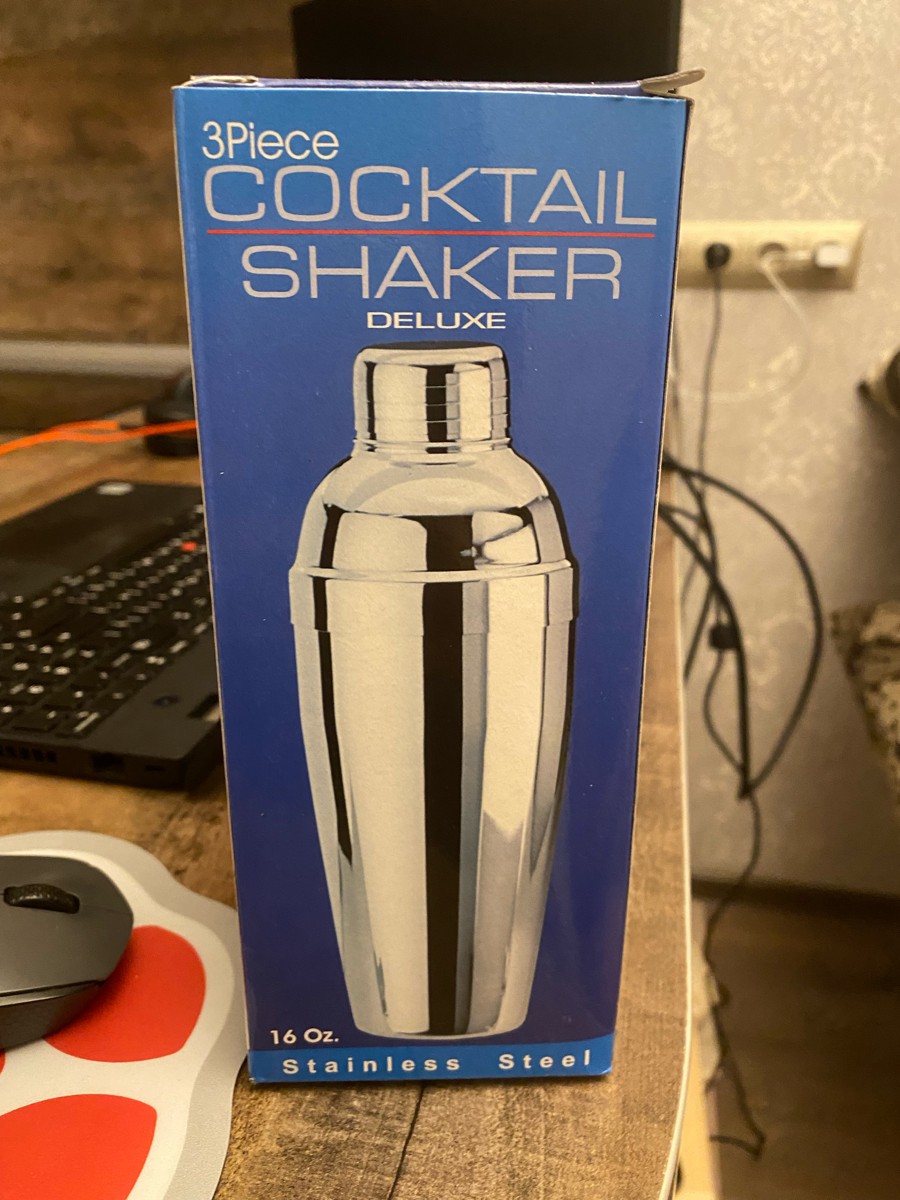 3Piece
COCKTAIL
SHAKER
DELUXE
16 Oz.
Stainless Steel